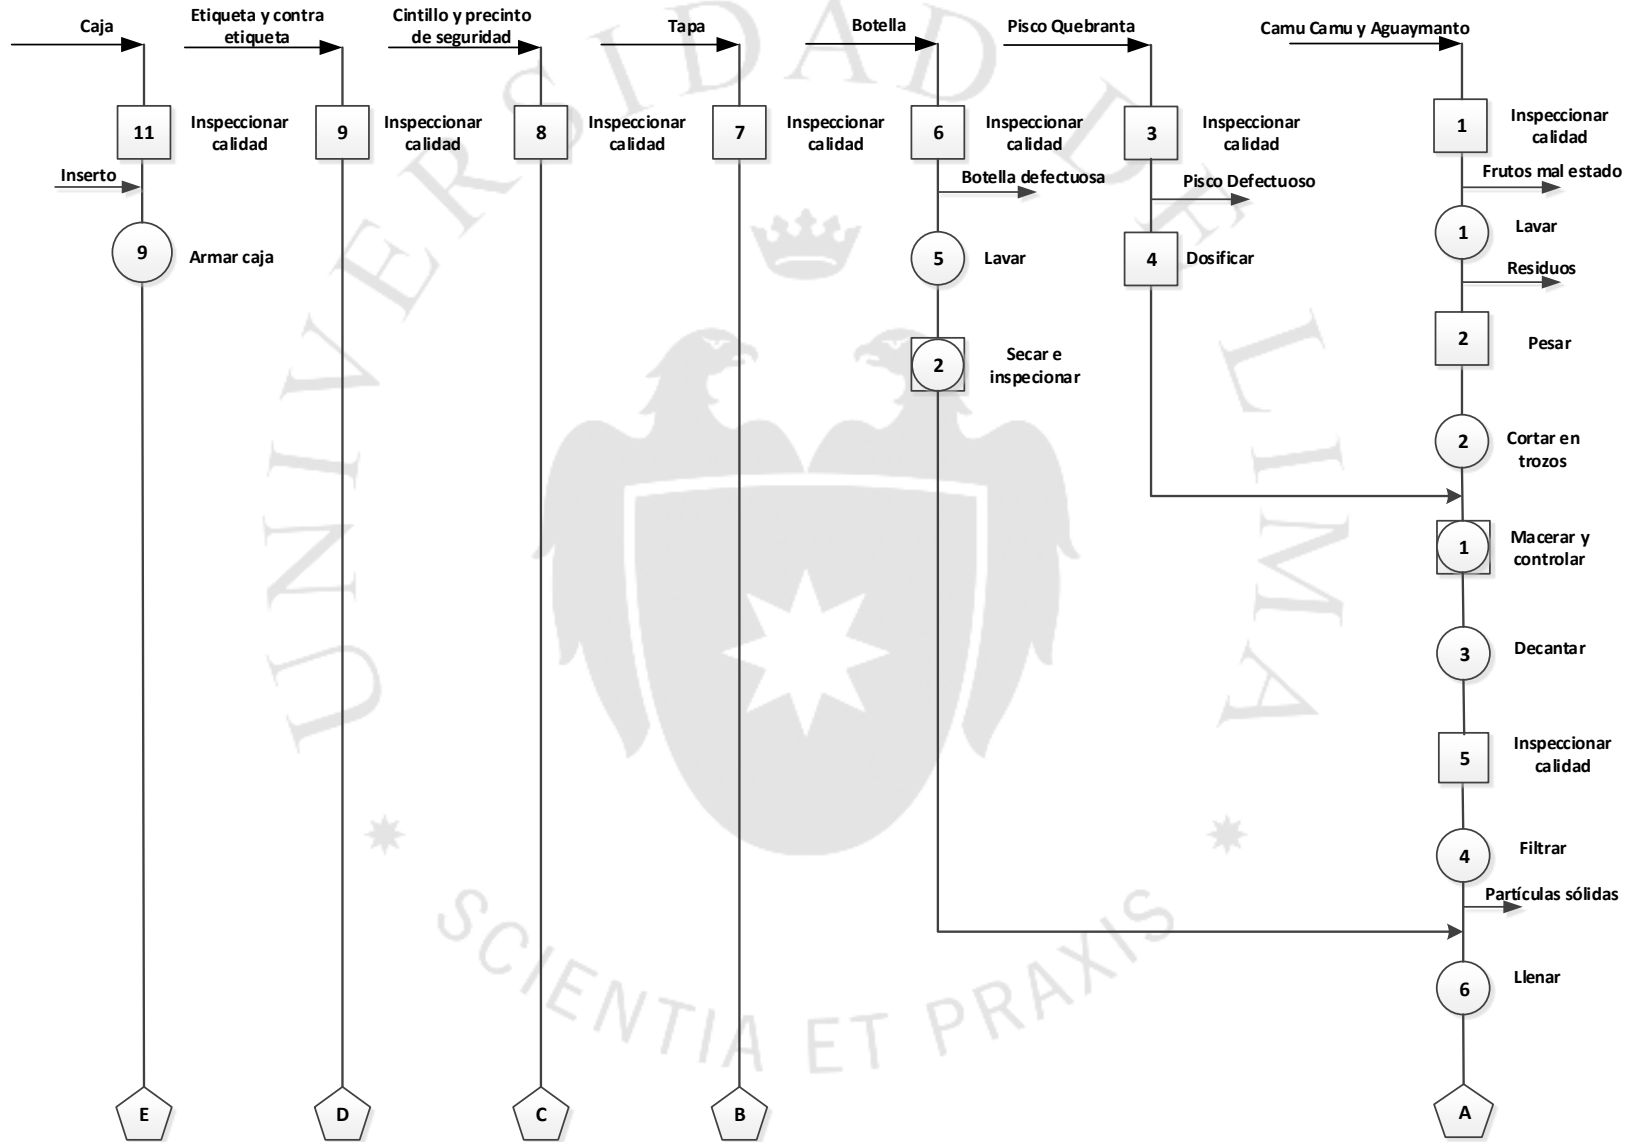 Caja
Etiqueta y contra
etiqueta
Cintillo y precinto
de seguridad
Tapa
Botella
Pisco Quebranta
Camu Camu y Aguaymanto
11
Inspeccionar
calidad
9
Inspeccionar
calidad
8
Inspeccionar
calidad
7
Inspeccionar
calidad
6
Inspeccionar
calidad
3
Inspeccionar
calidad
1
Inspeccionar
calidad
Inserto
Botella defectuosa
Pisco Defectuoso
Frutos mal estado
9
Armar caja
5
Lavar
4
Dosificar
1
Lavar
Residuos
2
Secar e
inspecionar
2
Pesar
2
Cortar en
trozos
1
Macerar y
controlar
3
Decantar
5
Inspeccionar
calidad
4
Filtrar
Partículas sólidas
6
Llenar
E
D
C
B
A
UNIVERSIDAD DE LIMA
SCIENTIA ET PRAXIS